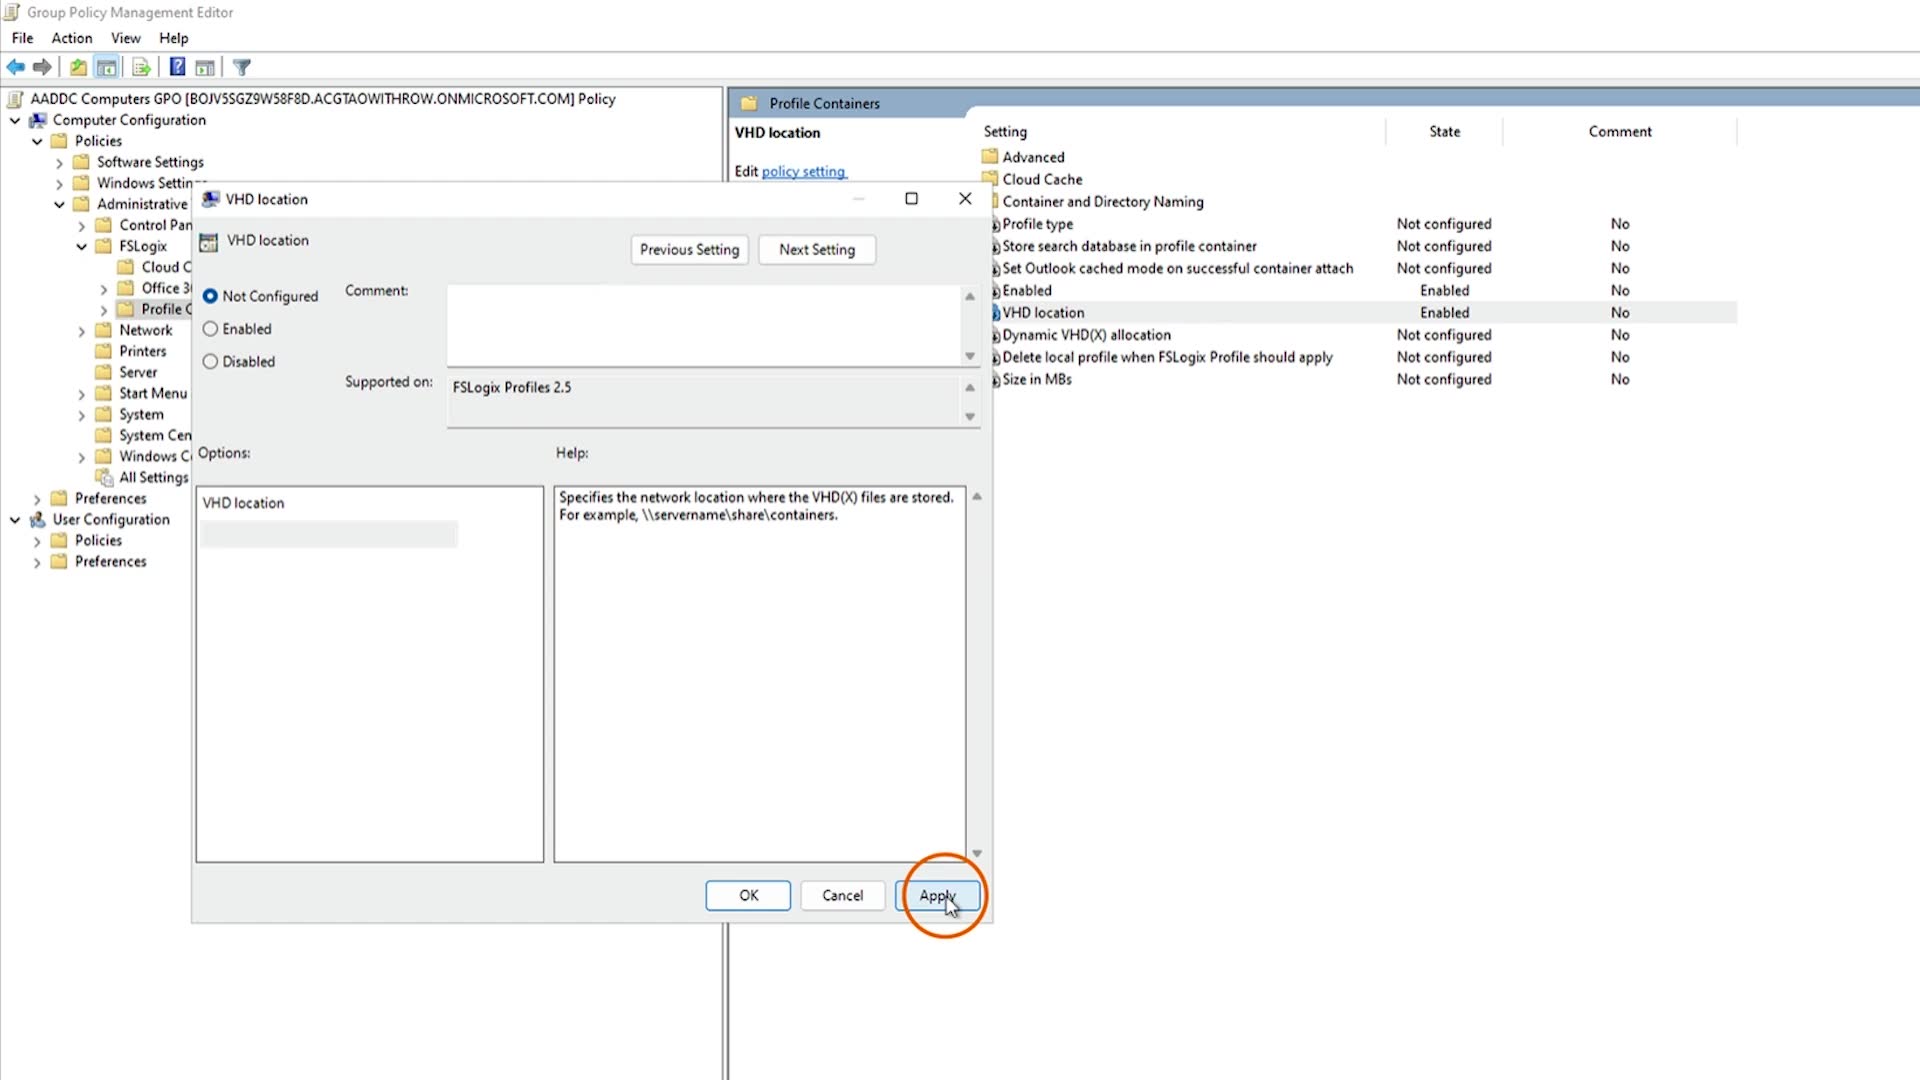 Group Policy Management Editor
File Action View Help
AADDC Computers GPO [BOJV5SGZ9W58F8D.ACGTAOWITHROW.ONMICROSOFT.COM] Policy
Computer Configuration
Policies
Software Settings
Windows Settings
Administrative
Control Pan
FSLogix
Cloud C
Office 3
Profile C
Network
Printers
Server
Start Menu
System
System Cen
Windows C
All Settings
Preferences
User Configuration
Policies
Preferences
Profile Containers
VHD location
Edit policy setting
Setting State Comment
Advanced
Cloud Cache
Container and Directory Naming
Profile type Not configured No
Store search database in profile container Not configured No
Set Outlook cached mode on successful container attach Not configured No
Enabled Enabled No
VHD location Enabled No
Dynamic VHD(X) allocation Not configured No
Delete local profile when FSLogix Profile should apply Not configured No
Size in MBs Not configured No
VHD location
VHD location
Previous Setting Next Setting
Not Configured
Enabled
Disabled
Comment:
Supported on: FSLogix Profiles 2.5
Options: Help:
VHD location
Specifies the network location where the VHD(X) files are stored.
For example, \\servername\share\containers.
OK Cancel Apply